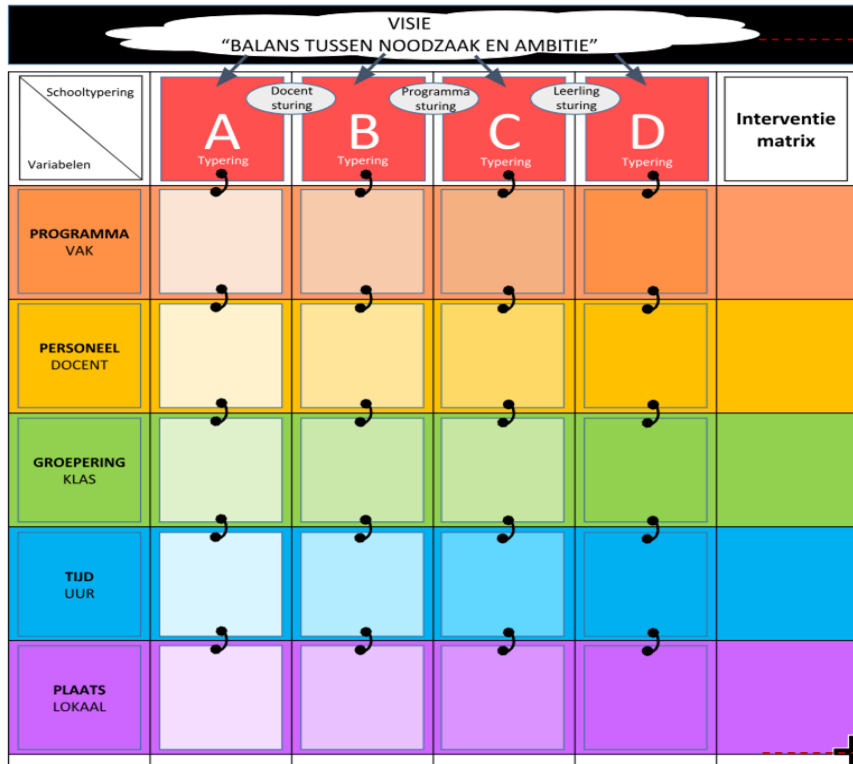 VISIE
“BALANS TUSSEN NOODZAAK EN AMBITIE”
Schooltypering
Variabelen
A
Typering
Docent
sturing
B
Typering
Programma
sturing
C
Typering
Leerling
sturing
D
Typering
Interventie
matrix
PROGRAMMA
VAK
PERSONEEL
DOCENT
GROEPERING
KLAS
TIJD
UUR
PLAATS
LOKAAL